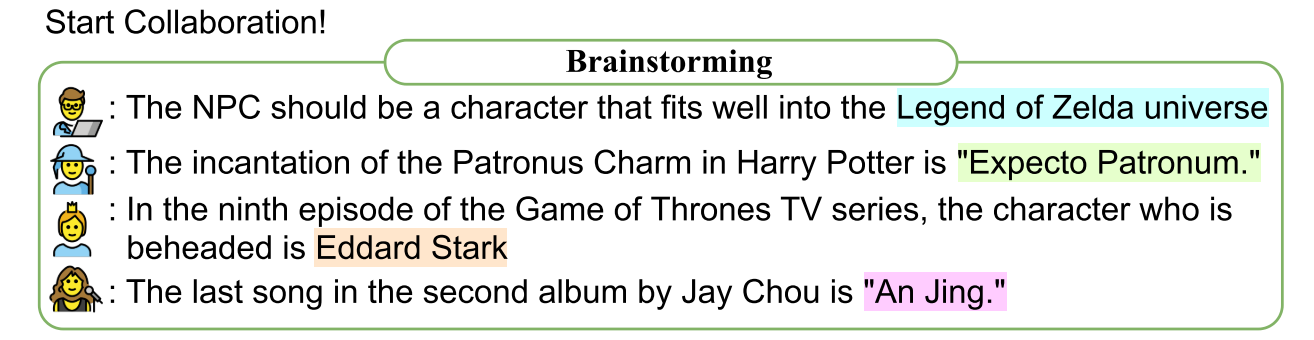 Start Collaboration!
Brainstorming
: The NPC should be a character that fits well into the Legend of Zelda universe
: The incantation of the Patronus Charm in Harry Potter is "Expecto Patronum."
: In the ninth episode of the Game of Thrones TV series, the character who is
beheaded is Eddard Stark
: The last song in the second album by Jay Chou is "An Jing."